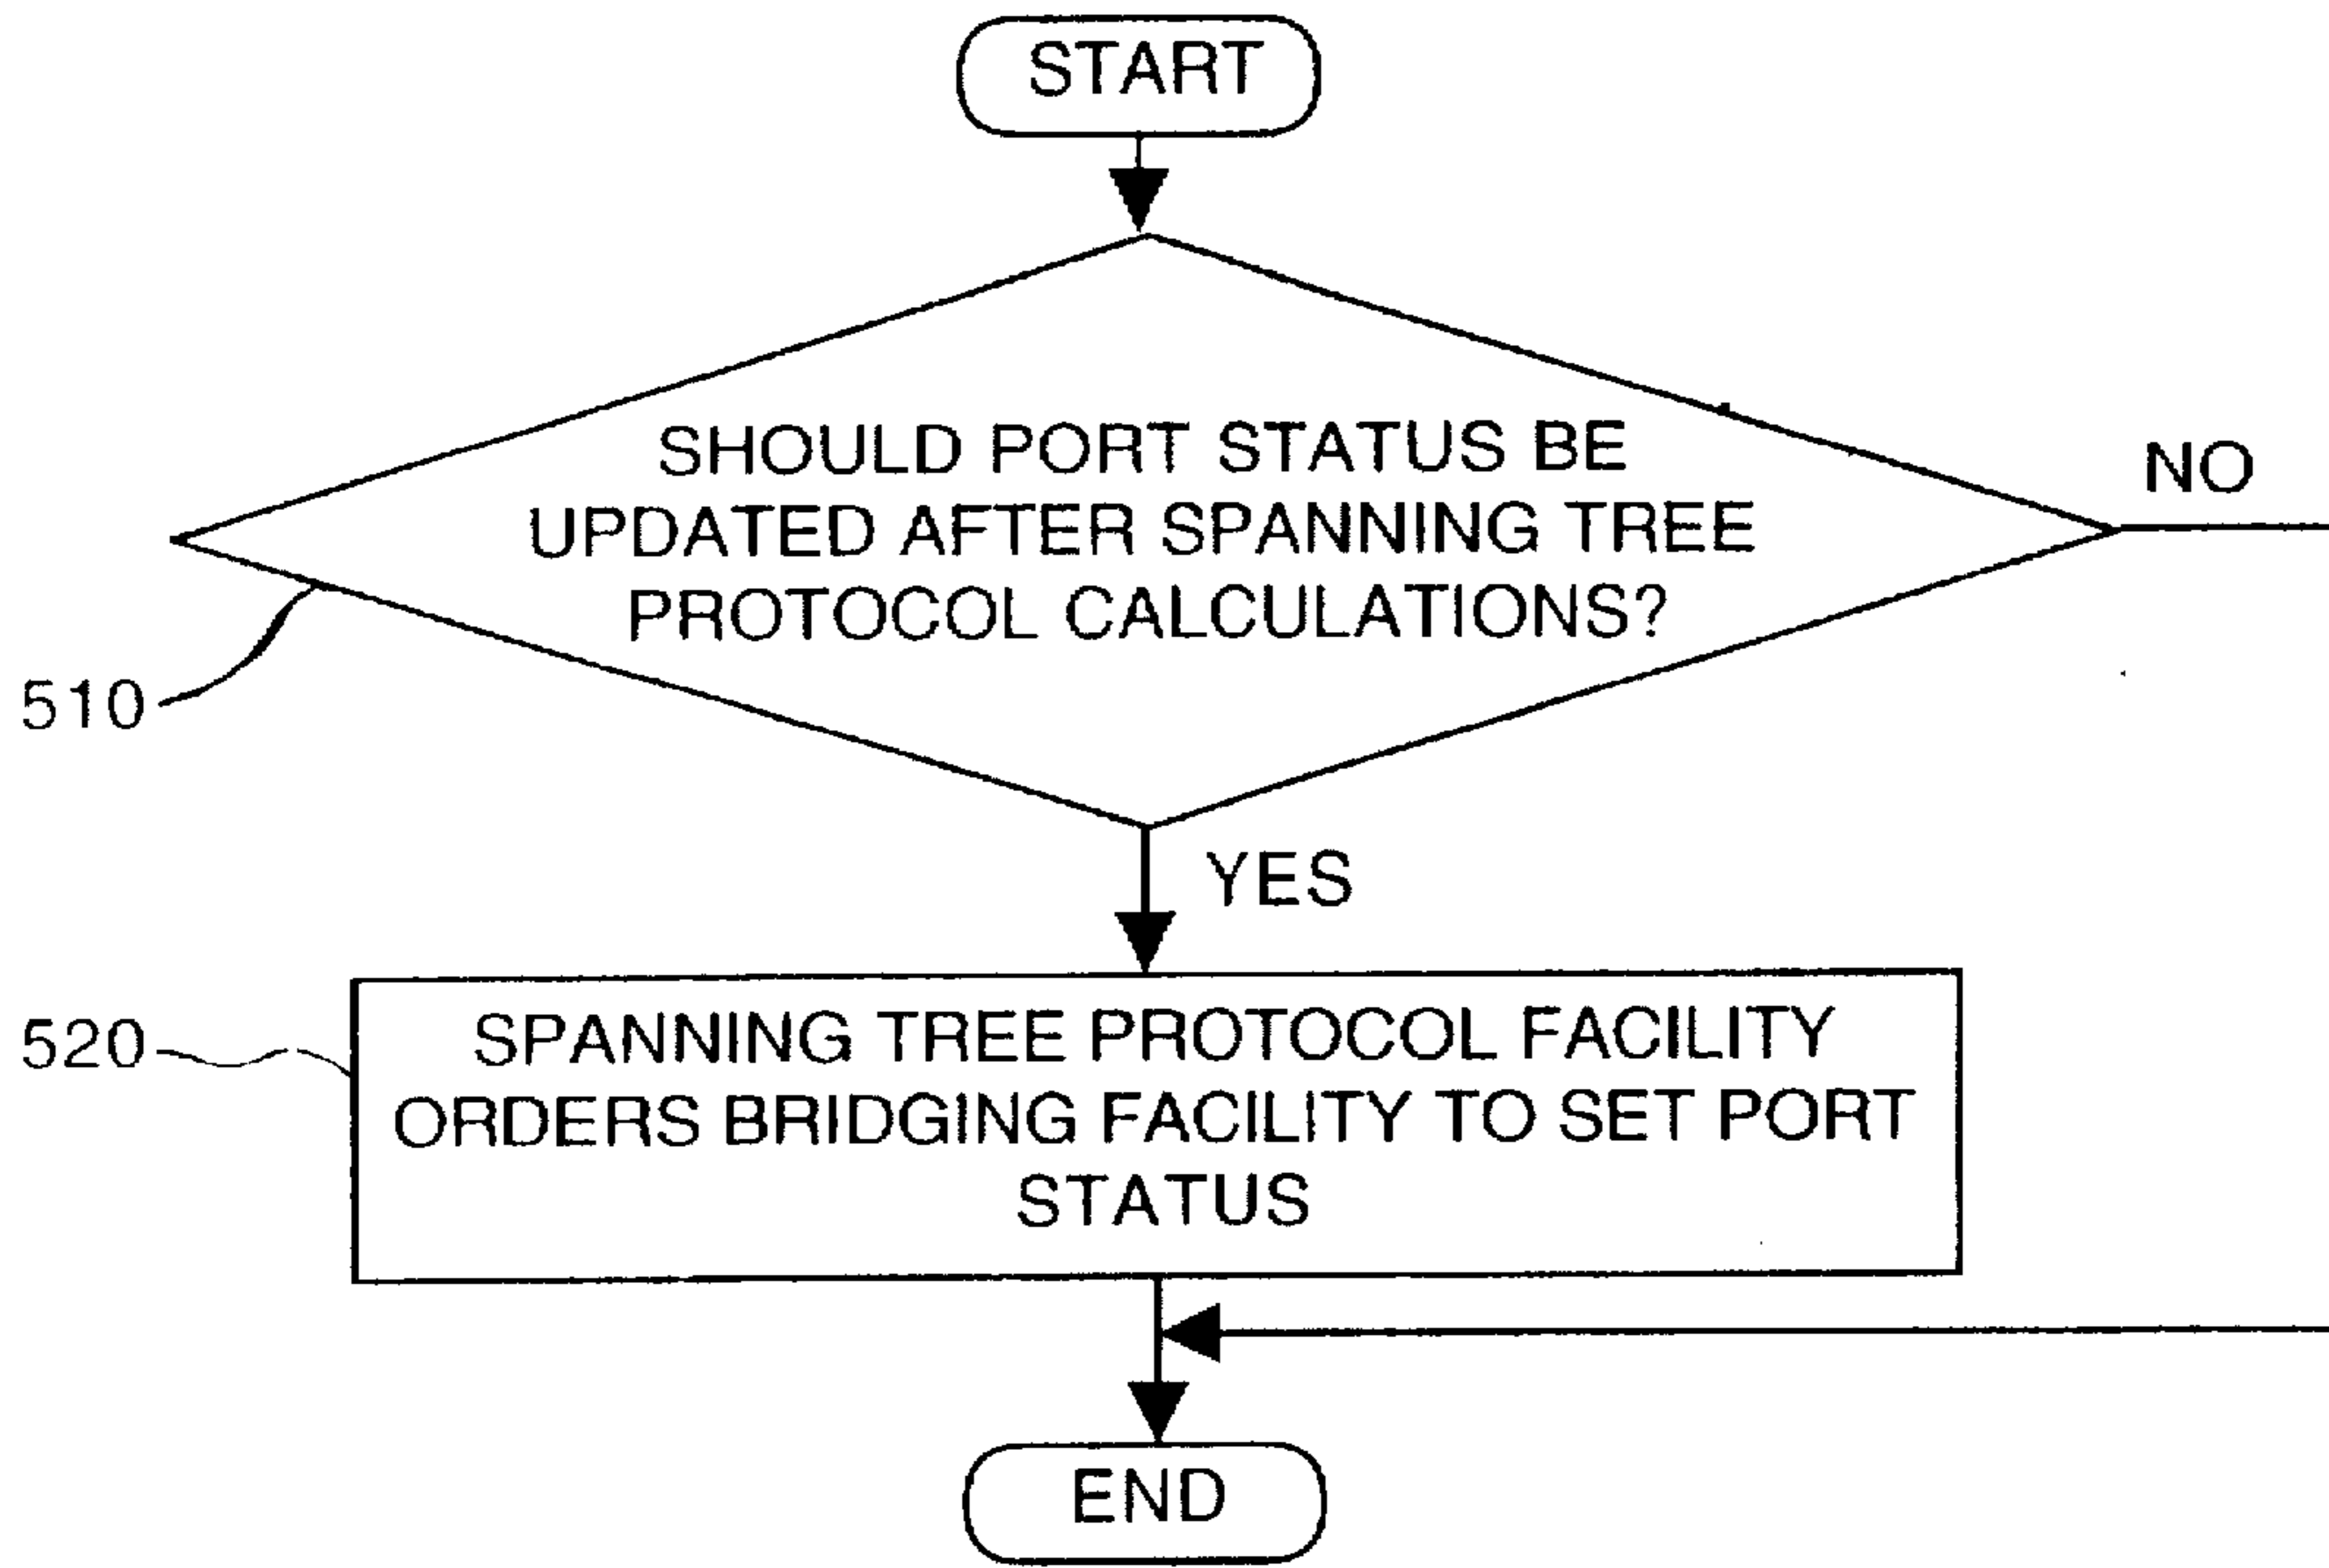 START
SHOULD PORT STATUS BE
UPDATED AFTER SPANNING TREE
PROTOCOL CALCULATIONS?
NO
510
YES
520
SPANNING TREE PROTOCOL FACILITY
ORDERS BRIDGING FACILITY TO SET PORT
STATUS
END